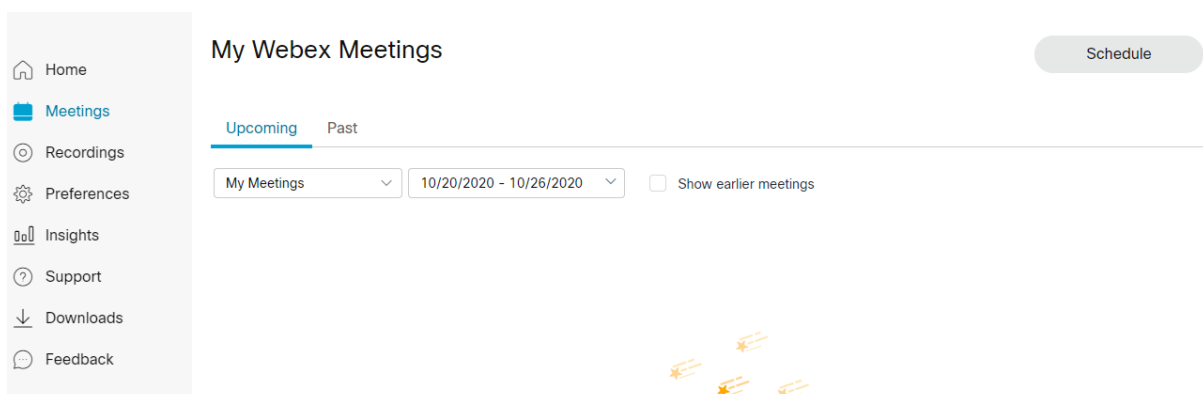 My Webex Meetings
Schedule
Home
Meetings
Recordings
Preferences
Insights
Support
Downloads
Feedback
Upcoming Past
My Meetings 10/20/2020 - 10/26/2020 Show earlier meetings